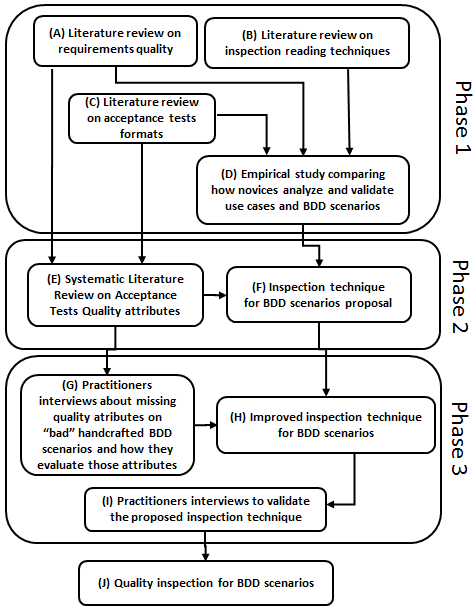 (A) Literature review on
requirements quality
(B) Literature review on
inspection reading techniques
(C) Literature review
on acceptance tests
formats
(D) Empirical study comparing
how novices analyze and validate
use cases and BDD scenarios
Phase 1
(E) Systematic Literature
Review on Acceptance
Tests Quality attributes
(F) Inspection technique
for BDD scenarios proposal
Phase 2
(G) Practitioners
interviews about missing
quality atributes on
“bad” handcrafted BDD
scenarios and how they
evaluate those attributes
(H) Improved inspection technique
for BDD scenarios
(I) Practitioners interviews to validate
the proposed inspection technique
Phase 3
(J) Quality inspection for BDD scenarios